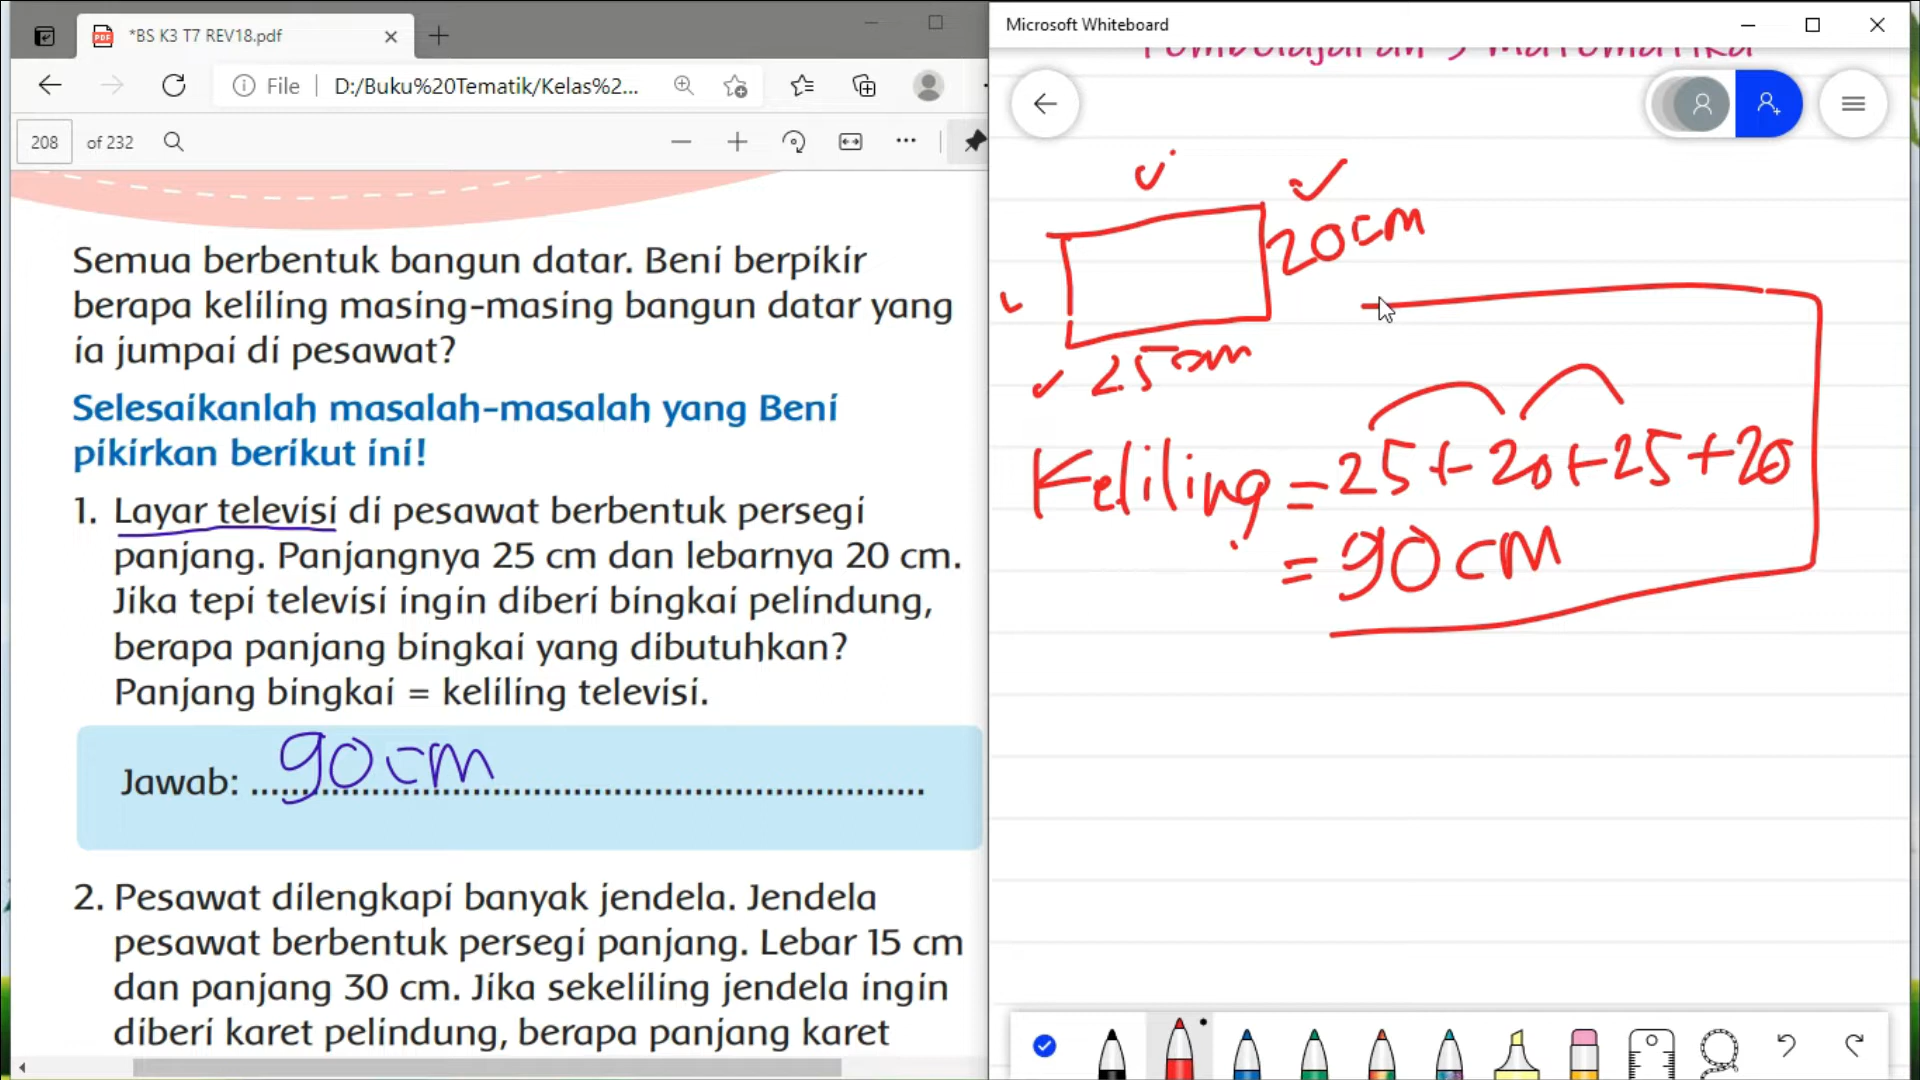 *BS K3 T7 REV18.pdf
File
D:/Buku%20Tematik/Kelas%2...
208 of 232
Semua berbentuk bangun datar. Beni berpikir
berapa keliling masing-masing bangun datar yang
ia jumpai di pesawat?
Selesaikanlah masalah-masalah yang Beni
pikirkan berikut ini!
1. Layar televisi di pesawat berbentuk persegi
panjang. Panjangnya 25 cm dan lebarnya 20 cm.
Jika tepi televisi ingin diberi bingkai pelindung,
berapa panjang bingkai yang dibutuhkan?
Panjang bingkai = keliling televisi.
Jawab: 90 cm
2. Pesawat dilengkapi banyak jendela. Jendela
pesawat berbentuk persegi panjang. Lebar 15 cm
dan panjang 30 cm. Jika sekeliling jendela ingin
diberi karet pelindung, berapa panjang karet
Microsoft Whiteboard
20 cm
25 cm
Keliling = 25 + 20 + 25 + 20
= 90 cm